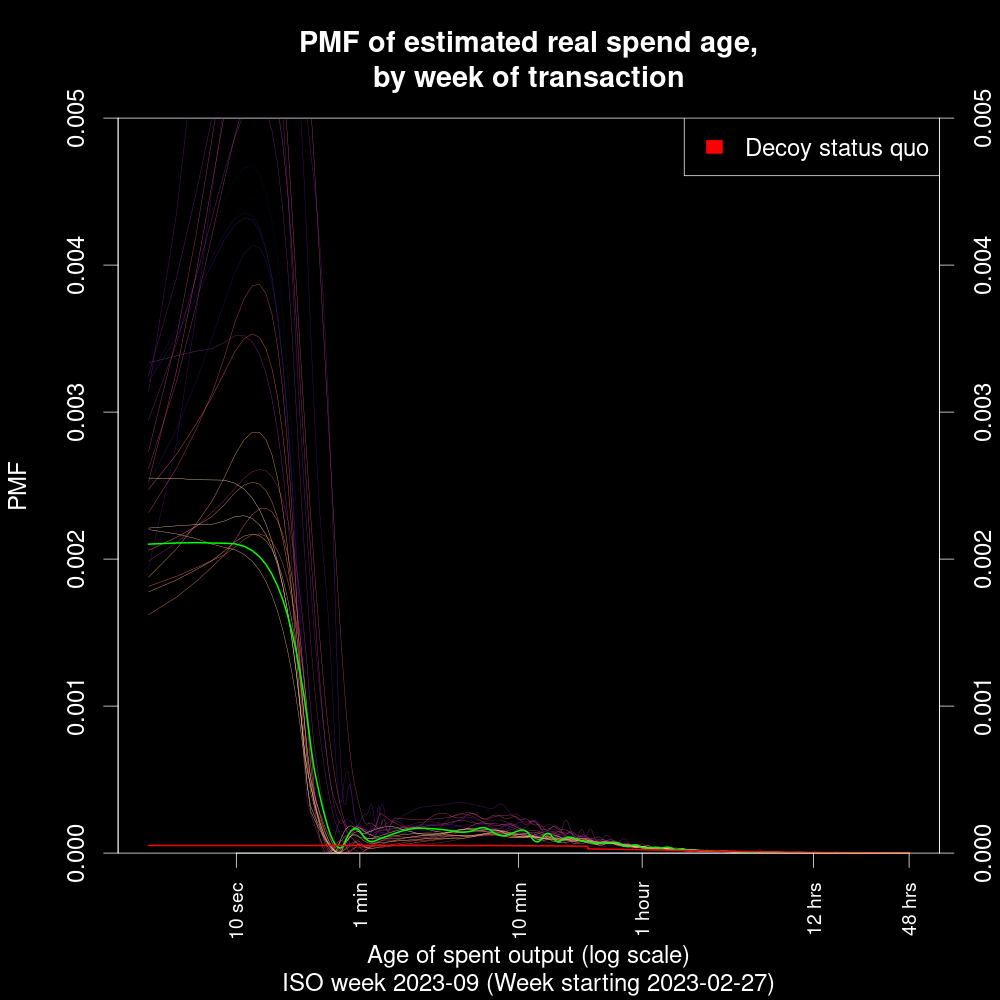 PMF of estimated real spend age,
by week of transaction
Decoy status quo
PMF
0.005
0.004
0.003
0.002
0.001
0.000
0.005
0.004
0.003
0.002
0.001
0.000
10 sec
1 min
10 min
1 hour
12 hrs
48 hrs
Age of spent output (log scale)
ISO week 2023-09 (Week starting 2023-02-27)